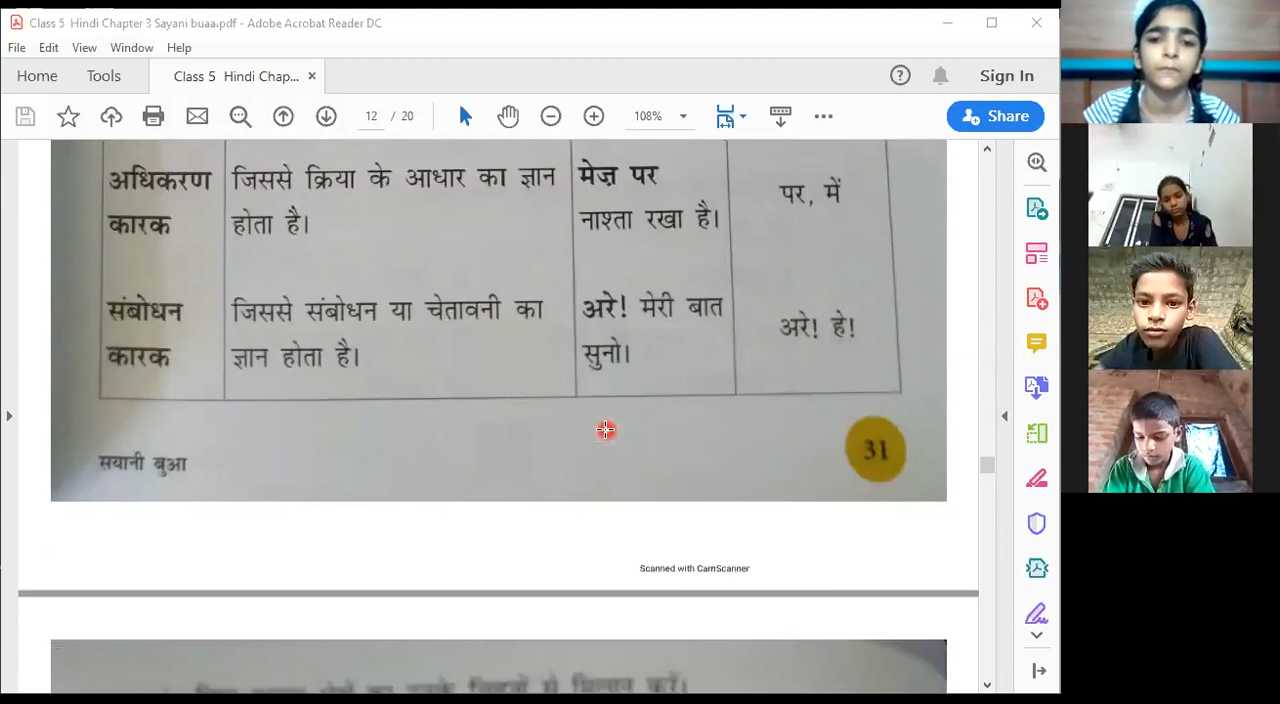 Class 5 Hindi Chapter 3 Sayani buaa.pdf - Adobe Acrobat Reader DC
File Edit View Window Help
Home Tools Class 5 Hindi Chap... × Sign In
12 / 20 108% Share
अधिकरण जिससे क्रिया के आधार का ज्ञान मेज़ पर पर, में
कारक होता है। नाश्ता रखा है।
संबोधन जिससे संबोधन या चेतावनी का अरे! मेरी बात अरे! हे!
कारक ज्ञान होता है। सुनो।
सयानी बुआ 31
Scanned with CamScanner